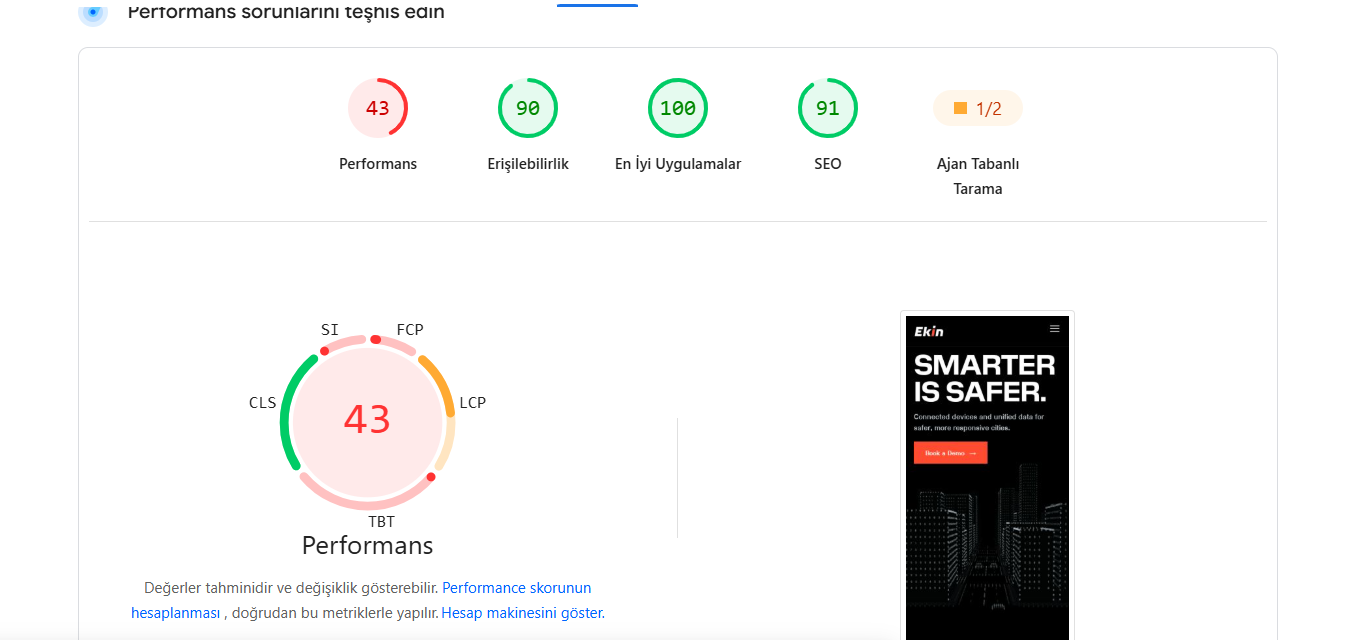 Performans sorunlarını teşhis edin
43
90
100
91
1/2
Performans
Erişilebilirlik
En İyi Uygulamalar
SEO
Ajan Tabanlı
Tarama
SI
FCP
CLS
LCP
43
TBT
Performans
Değerler tahminidir ve değişiklik gösterebilir. Performance skorunun
hesaplanması , doğrudan bu metriklerle yapılır. Hesap makinesini göster.
Ekin
SMARTER
IS SAFER.
Connected devices and unified data for
safer, more responsive cities.
Book a Demo →